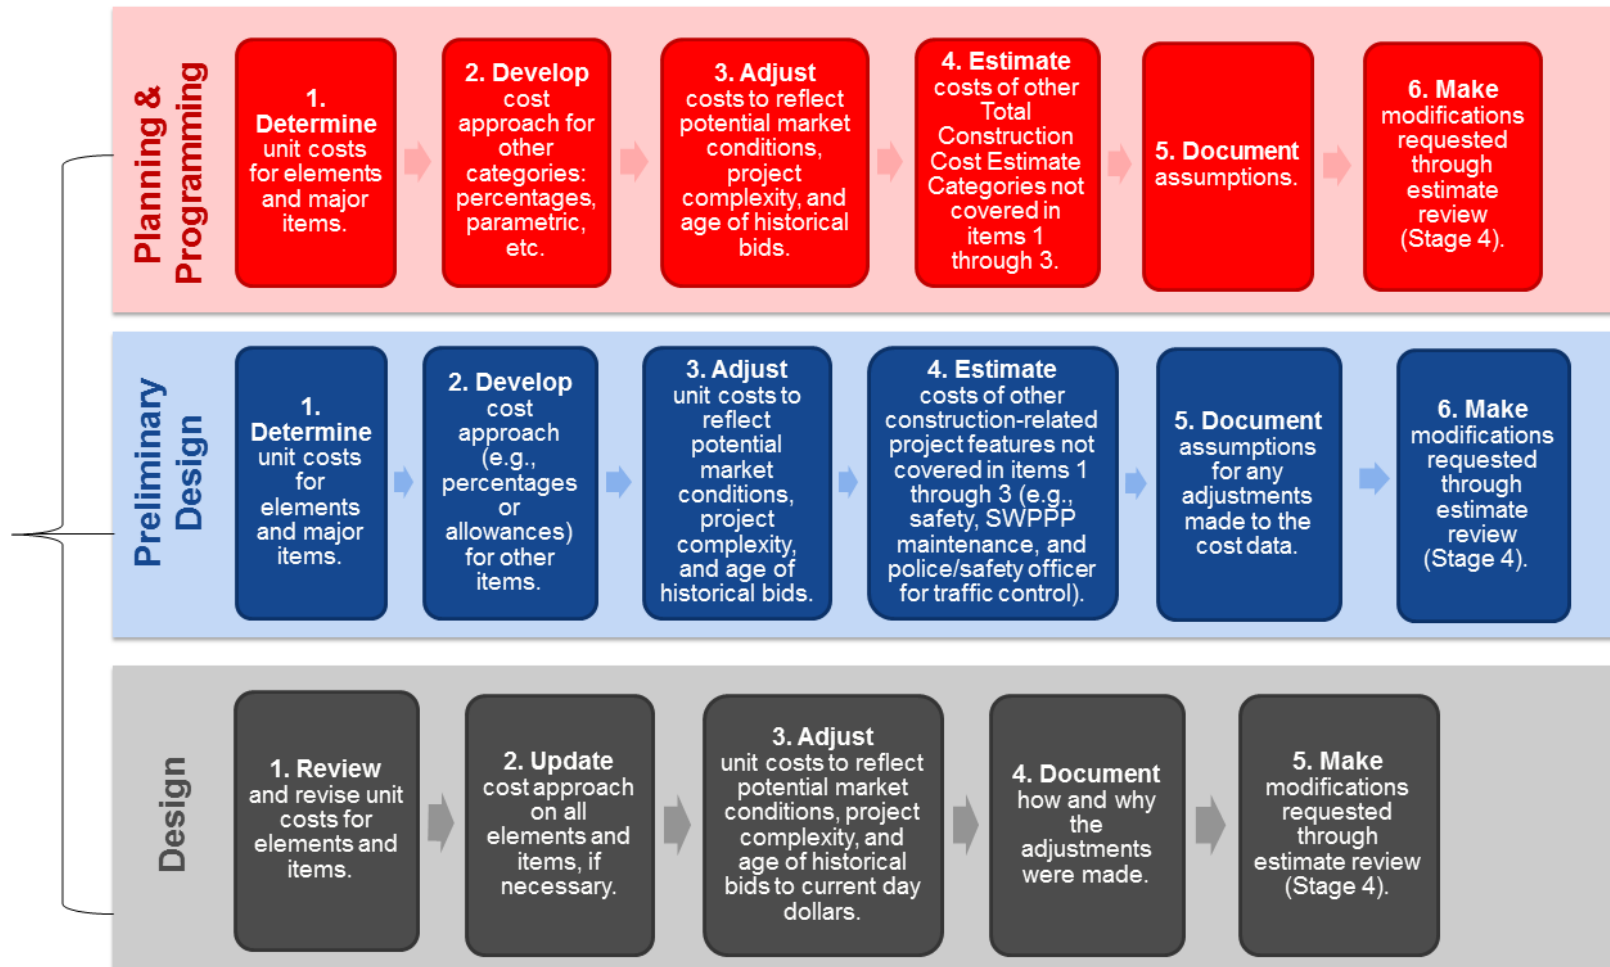 Planning &
Programming
1.
Determine
unit costs
for elements
and major
items.
2. Develop
cost
approach for
other
categories:
percentages,
parametric,
etc.
3. Adjust
costs to reflect
potential market
conditions,
project
complexity, and
age of historical
bids.
4. Estimate
costs of other
Total
Construction
Cost Estimate
Categories not
covered in
items 1
through 3.
5. Document
assumptions.
6. Make
modifications
requested
through
estimate
review
(Stage 4).
Preliminary
Design
1.
Determine
unit costs
for
elements
and major
items.
2. Develop
cost
approach
(e.g.,
percentages
or
allowances)
for other
items.
3. Adjust
unit costs to
reflect
potential
market
conditions,
project
complexity,
and age of
historical bids.
4. Estimate
costs of other
construction-related
project features not
covered in items 1
through 3 (e.g.,
safety, SWPPP
maintenance, and
police/safety officer
for traffic control).
5. Document
assumptions
for any
adjustments
made to the
cost data.
6. Make
modifications
requested
through
estimate
review
(Stage 4).
Design
1. Review
and revise unit
costs for
elements and
items.
2. Update
cost approach
on all
elements and
items, if
necessary.
3. Adjust
unit costs to reflect
potential market
conditions, project
complexity, and
age of historical
bids to current day
dollars.
4. Document
how and why
the
adjustments
were made.
5. Make
modifications
requested
through
estimate review
(Stage 4).